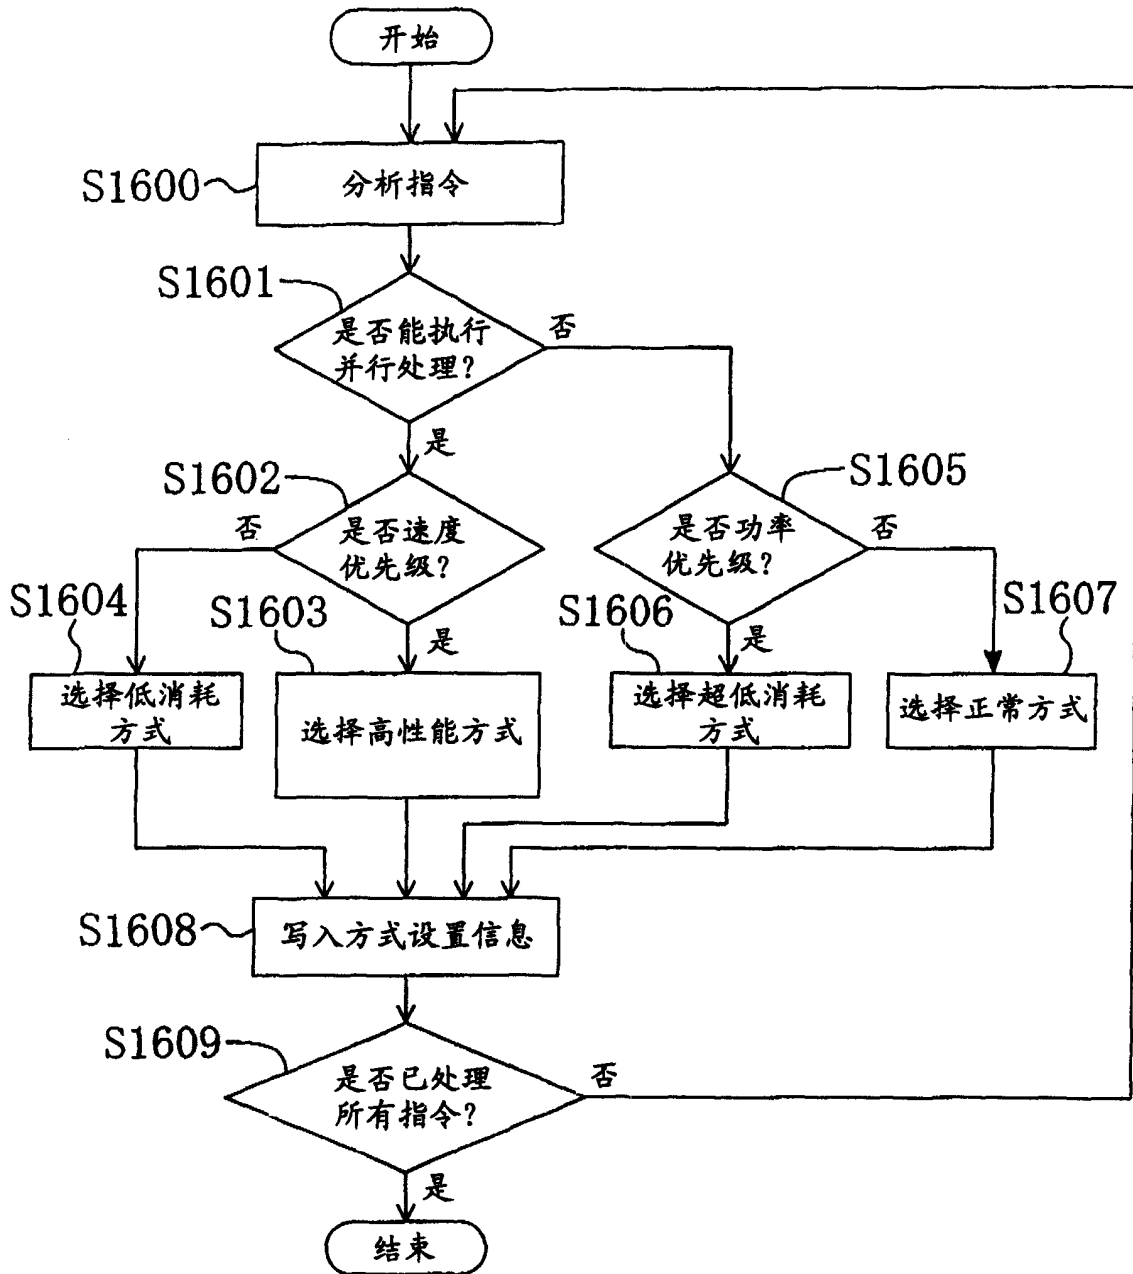 开始
S1600
分析指令
S1601
是否能执行
并行处理?
否
是
S1602
否
是否速度
优先级?
S1605
是否功率
优先级?
否
S1604
S1603
是
S1606
是
S1607
选择低消耗
方式
选择高性能方式
选择超低消耗
方式
选择正常方式
S1608
写入方式设置信息
S1609
是否已处理
所有指令?
否
是
结束